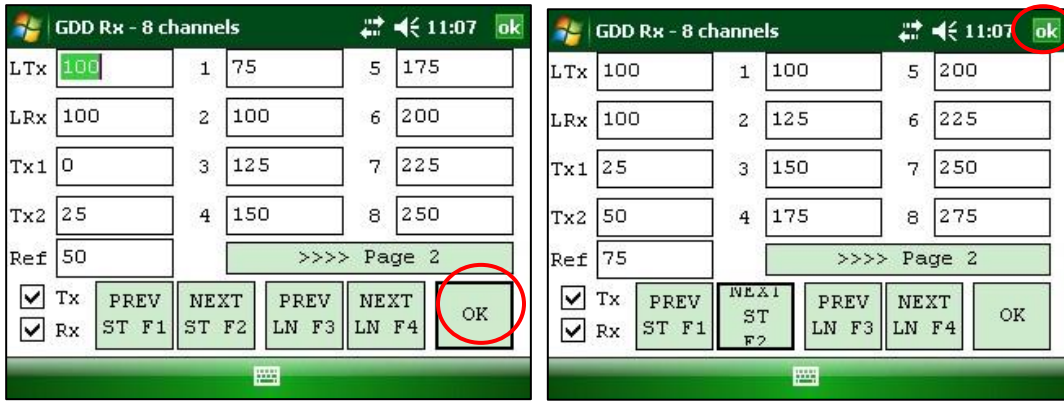 GDD Rx - 8 channels 11:07 ok
LTx 100 1 75 5 175
LRx 100 2 100 6 200
Tx1 0 3 125 7 225
Tx2 25 4 150 8 250
Ref 50 >>>> Page 2
Tx PREV NEXT PREV NEXT OK
Rx ST F1 ST F2 LN F3 LN F4
GDD Rx - 8 channels 11:07 ok
LTx 100 1 100 5 200
LRx 100 2 125 6 225
Tx1 25 3 150 7 250
Tx2 50 4 175 8 275
Ref 75 >>>> Page 2
Tx PREV NEXT PREV NEXT OK
Rx ST F1 ST LN F3 LN F4
F2